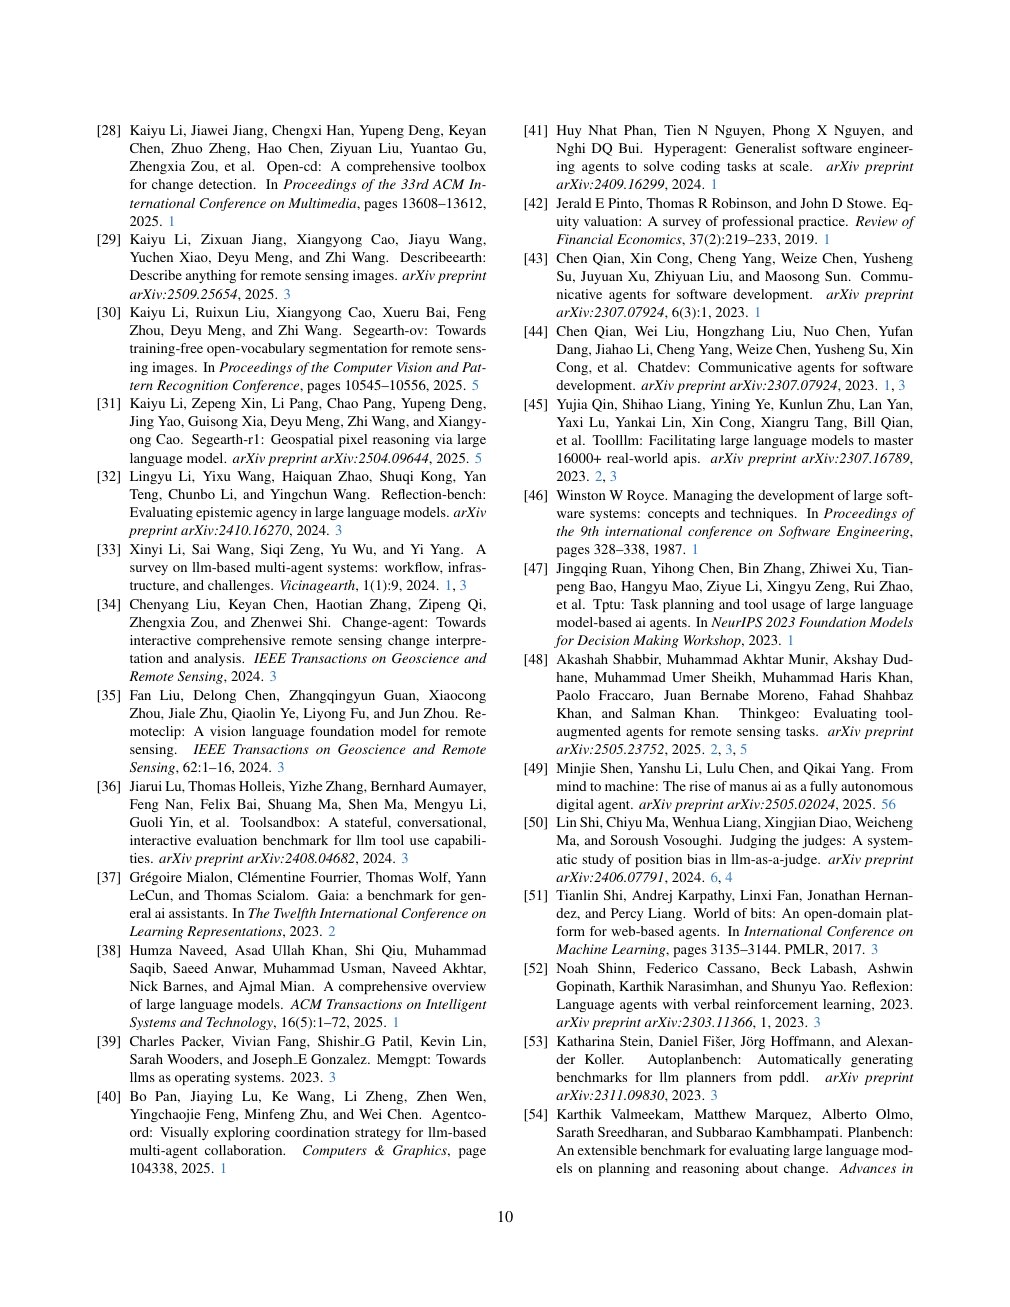 [28] Kaiyu Li, Jiawei Jiang, Chengxi Han, Yupeng Deng, Keyan
Chen, Zhuo Zheng, Hao Chen, Ziyuan Liu, Yuantao Gu,
Zhengxia Zou, et al. Open-cd: A comprehensive toolbox
for change detection. In Proceedings of the 33rd ACM In-
ternational Conference on Multimedia, pages 13608–13612,
2025. 1
[29] Kaiyu Li, Zixuan Jiang, Xiangyong Cao, Jiayu Wang,
Yuchen Xiao, Deyu Meng, and Zhi Wang. Describeearth:
Describe anything for remote sensing images. arXiv preprint
arXiv:2509.25654, 2025. 3
[30] Kaiyu Li, Ruixun Liu, Xiangyong Cao, Xueru Bai, Feng
Zhou, Deyu Meng, and Zhi Wang. Segearth-ov: Towards
training-free open-vocabulary segmentation for remote sens-
ing images. In Proceedings of the Computer Vision and Pat-
tern Recognition Conference, pages 10545–10556, 2025. 5
[31] Kaiyu Li, Zepeng Xin, Li Pang, Chao Pang, Yupeng Deng,
Jing Yao, Guisong Xia, Deyu Meng, Zhi Wang, and Xiangy-
ong Cao. Segearth-r1: Geospatial pixel reasoning via large
language model. arXiv preprint arXiv:2504.09644, 2025. 5
[32] Lingyu Li, Yixu Wang, Haiquan Zhao, Shuqi Kong, Yan
Teng, Chunbo Li, and Yingchun Wang. Reflection-bench:
Evaluating epistemic agency in large language models. arXiv
preprint arXiv:2410.16270, 2024. 3
[33] Xinyi Li, Sai Wang, Siqi Zeng, Yu Wu, and Yi Yang. A
survey on llm-based multi-agent systems: workflow, infras-
tructure, and challenges. Vicinagearth, 1(1):9, 2024. 1, 3
[34] Chenyang Liu, Keyan Chen, Haotian Zhang, Zipeng Qi,
Zhengxia Zou, and Zhenwei Shi. Change-agent: Towards
interactive comprehensive remote sensing change interpre-
tation and analysis. IEEE Transactions on Geoscience and
Remote Sensing, 2024. 3
[35] Fan Liu, Delong Chen, Zhangqingyun Guan, Xiaocong
Zhou, Jiale Zhu, Qiaolin Ye, Liyong Fu, and Jun Zhou. Re-
moteclip: A vision language foundation model for remote
sensing. IEEE Transactions on Geoscience and Remote
Sensing, 62:1–16, 2024. 3
[36] Jiarui Lu, Thomas Holleis, Yizhe Zhang, Bernhard Aumayer,
Feng Nan, Felix Bai, Shuang Ma, Shen Ma, Mengyu Li,
Guoli Yin, et al. Toolsandbox: A stateful, conversational,
interactive evaluation benchmark for llm tool use capabili-
ties. arXiv preprint arXiv:2408.04682, 2024. 3
[37] Grégoire Mialon, Clémentine Fourrier, Thomas Wolf, Yann
LeCun, and Thomas Scialom. Gaia: a benchmark for gen-
eral ai assistants. In The Twelfth International Conference on
Learning Representations, 2023. 2
[38] Humza Naveed, Asad Ullah Khan, Shi Qiu, Muhammad
Saqib, Saeed Anwar, Muhammad Usman, Naveed Akhtar,
Nick Barnes, and Ajmal Mian. A comprehensive overview
of large language models. ACM Transactions on Intelligent
Systems and Technology, 16(5):1–72, 2025. 1
[39] Charles Packer, Vivian Fang, Shishir_G Patil, Kevin Lin,
Sarah Wooders, and Joseph_E Gonzalez. Memgpt: Towards
llms as operating systems. 2023. 3
[40] Bo Pan, Jiaying Lu, Ke Wang, Li Zheng, Zhen Wen,
Yingchaojie Feng, Minfeng Zhu, and Wei Chen. Agentco-
ord: Visually exploring coordination strategy for llm-based
multi-agent collaboration. Computers & Graphics, page
104338, 2025. 1
[41] Huy Nhat Phan, Tien N Nguyen, Phong X Nguyen, and
Nghi DQ Bui. Hyperagent: Generalist software engineer-
ing agents to solve coding tasks at scale. arXiv preprint
arXiv:2409.16299, 2024. 1
[42] Jerald E Pinto, Thomas R Robinson, and John D Stowe. Eq-
uity valuation: A survey of professional practice. Review of
Financial Economics, 37(2):219–233, 2019. 1
[43] Chen Qian, Xin Cong, Cheng Yang, Weize Chen, Yusheng
Su, Juyuan Xu, Zhiyuan Liu, and Maosong Sun. Commu-
nicative agents for software development. arXiv preprint
arXiv:2307.07924, 6(3):1, 2023. 1
[44] Chen Qian, Wei Liu, Hongzhang Liu, Nuo Chen, Yufan
Dang, Jiahao Li, Cheng Yang, Weize Chen, Yusheng Su, Xin
Cong, et al. Chatdev: Communicative agents for software
development. arXiv preprint arXiv:2307.07924, 2023. 1, 3
[45] Yujia Qin, Shihao Liang, Yining Ye, Kunlun Zhu, Lan Yan,
Yaxi Lu, Yankai Lin, Xin Cong, Xiangru Tang, Bill Qian,
et al. Toolllm: Facilitating large language models to master
16000+ real-world apis. arXiv preprint arXiv:2307.16789,
2023. 2, 3
[46] Winston W Royce. Managing the development of large soft-
ware systems: concepts and techniques. In Proceedings of
the 9th international conference on Software Engineering,
pages 328–338, 1987. 1
[47] Jingqing Ruan, Yihong Chen, Bin Zhang, Zhiwei Xu, Tian-
peng Bao, Hangyu Mao, Ziyue Li, Xingyu Zeng, Rui Zhao,
et al. Tptu: Task planning and tool usage of large language
model-based ai agents. In NeurIPS 2023 Foundation Models
for Decision Making Workshop, 2023. 1
[48] Akashah Shabbir, Muhammad Akhtar Munir, Akshay Dud-
hane, Muhammad Umer Sheikh, Muhammad Haris Khan,
Paolo Fraccaro, Juan Bernabe Moreno, Fahad Shahbaz
Khan, and Salman Khan. Thinkgeo: Evaluating tool-
augmented agents for remote sensing tasks. arXiv preprint
arXiv:2505.23752, 2025. 2, 3, 5
[49] Minjie Shen, Yanshu Li, Lulu Chen, and Qikai Yang. From
mind to machine: The rise of manus ai as a fully autonomous
digital agent. arXiv preprint arXiv:2505.02024, 2025. 56
[50] Lin Shi, Chiyu Ma, Wenhua Liang, Xingjian Diao, Weicheng
Ma, and Soroush Vosoughi. Judging the judges: A system-
atic study of position bias in llm-as-a-judge. arXiv preprint
arXiv:2406.07791, 2024. 6, 4
[51] Tianlin Shi, Andrej Karpathy, Linxi Fan, Jonathan Hernan-
dez, and Percy Liang. World of bits: An open-domain plat-
form for web-based agents. In International Conference on
Machine Learning, pages 3135–3144. PMLR, 2017. 3
[52] Noah Shinn, Federico Cassano, Beck Labash, Ashwin
Gopinath, Karthik Narasimhan, and Shunyu Yao. Reflexion:
Language agents with verbal reinforcement learning, 2023.
arXiv preprint arXiv:2303.11366, 1, 2023. 3
[53] Katharina Stein, Daniel Fišer, Jörg Hoffmann, and Alexan-
der Koller. Autoplanbench: Automatically generating
benchmarks for llm planners from pddl. arXiv preprint
arXiv:2311.09830, 2023. 3
[54] Karthik Valmeekam, Matthew Marquez, Alberto Olmo,
Sarath Sreedharan, and Subbarao Kambhampati. Planbench:
An extensible benchmark for evaluating large language mod-
els on planning and reasoning about change. Advances in
10